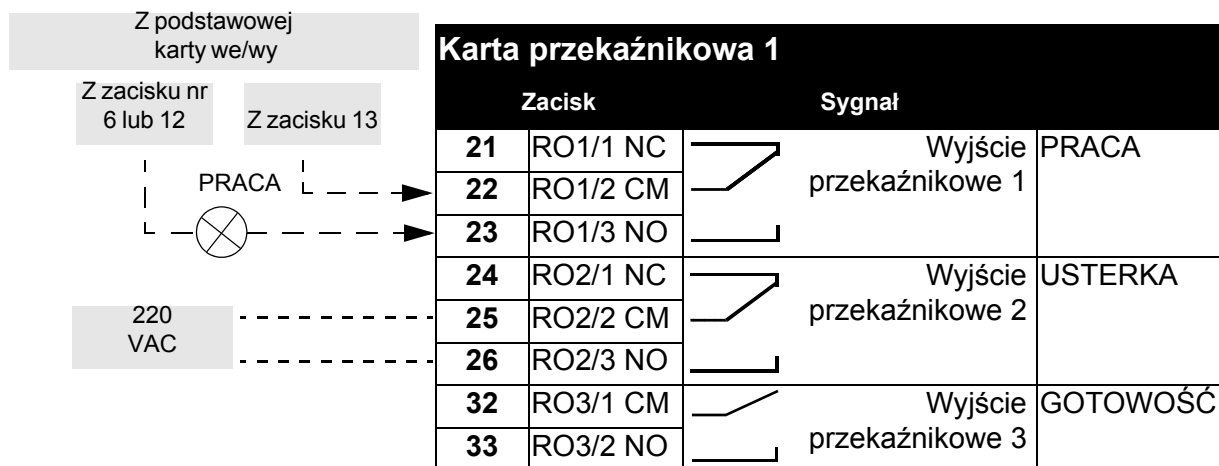 Z podstawowej
karty we/wy
Z zacisku nr
6 lub 12
Z zacisku 13
PRACA
220
VAC
Karta przekaźnikowa 1
Zacisk Sygnał
21 RO1/1 NC Wyjście PRACA
22 RO1/2 CM przekaźnikowe 1
23 RO1/3 NO
24 RO2/1 NC Wyjście USTERKA
25 RO2/2 CM przekaźnikowe 2
26 RO2/3 NO
32 RO3/1 CM Wyjście GOTOWOŚĆ
33 RO3/2 NO przekaźnikowe 3